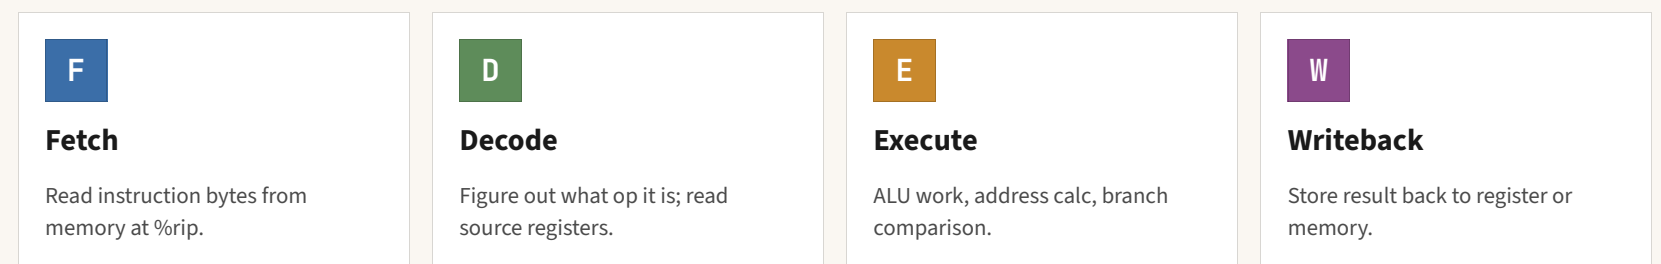 F
Fetch
Read instruction bytes from
memory at %rip.
D
Decode
Figure out what op it is; read
source registers.
E
Execute
ALU work, address calc, branch
comparison.
W
Writeback
Store result back to register or
memory.